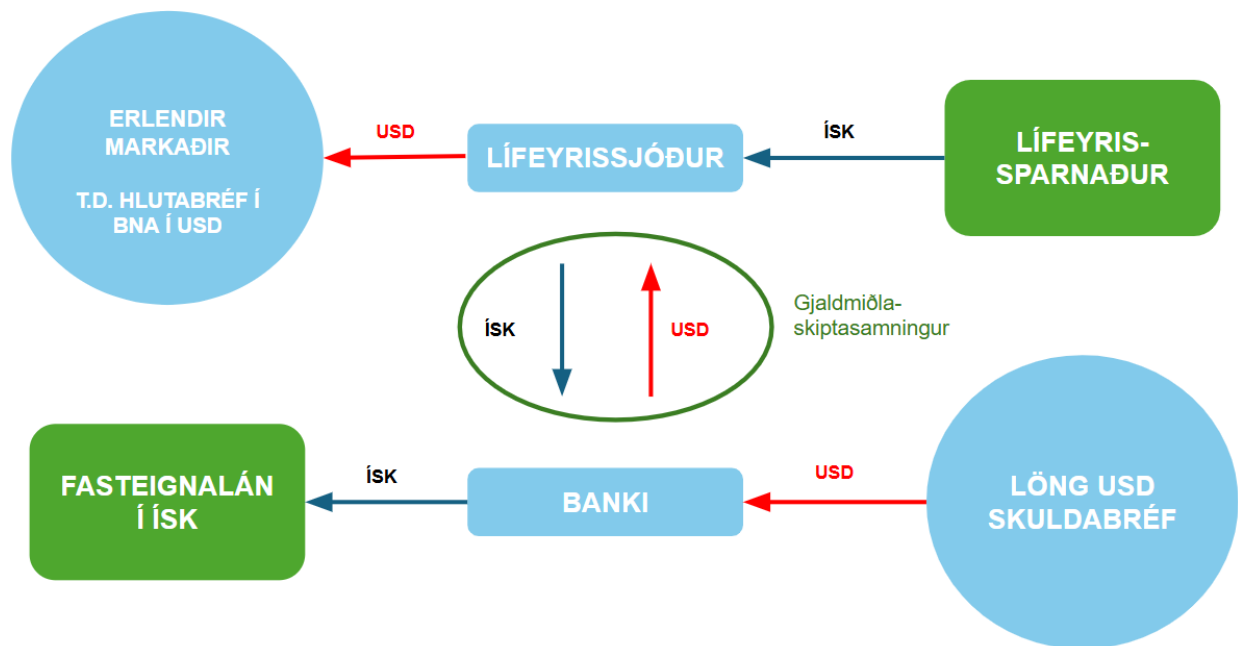 ERLENDIR
MARKAÐIR
T.D. HLUTABRÉF Í
BNA Í USD
USD
LÍFEYRISSJÓÐUR
ÍSK
LÍFEYRIS-
SPARNAÐUR
ÍSK
USD
Gjaldmiðla-
skiptasamningur
FASTEIGNALÁN
Í ÍSK
ÍSK
BANKI
USD
LÖNG USD
SKULDABRÉF